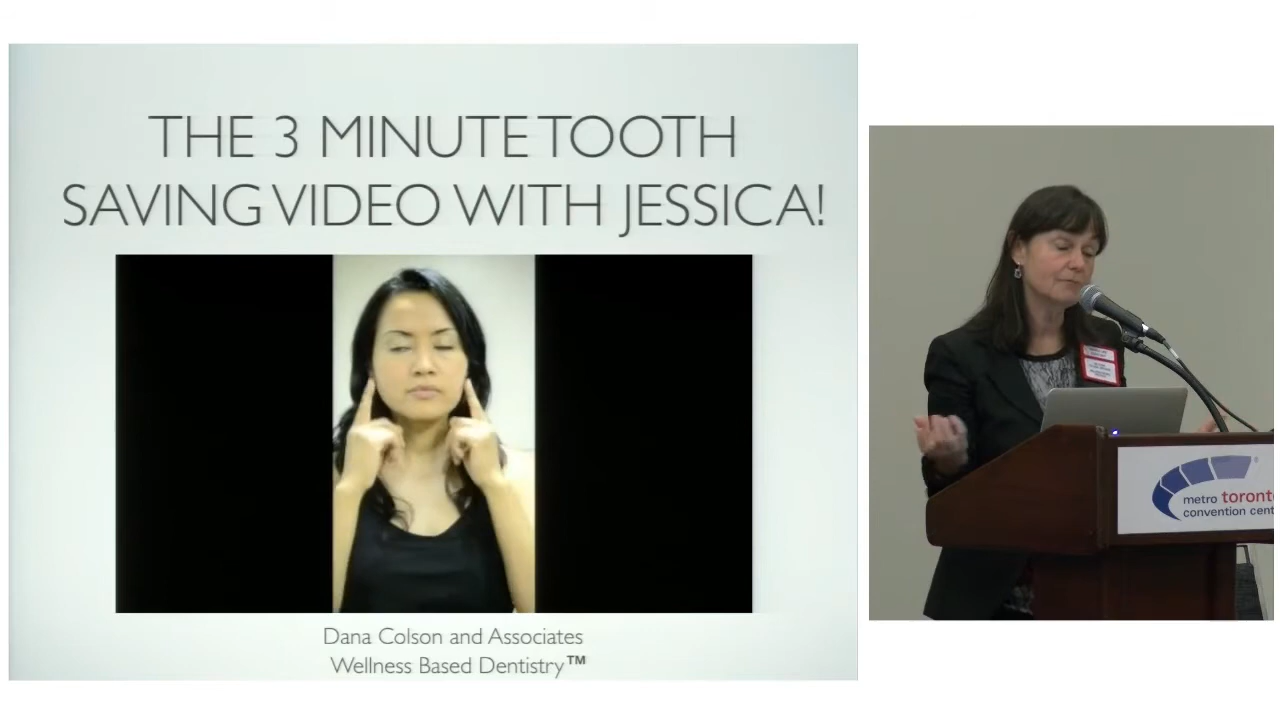 THE 3 MINUTE TOOTH
SAVING VIDEO WITH JESSICA!
Dana Colson and Associates
Wellness Based Dentistry™
metro toronto
convention cent